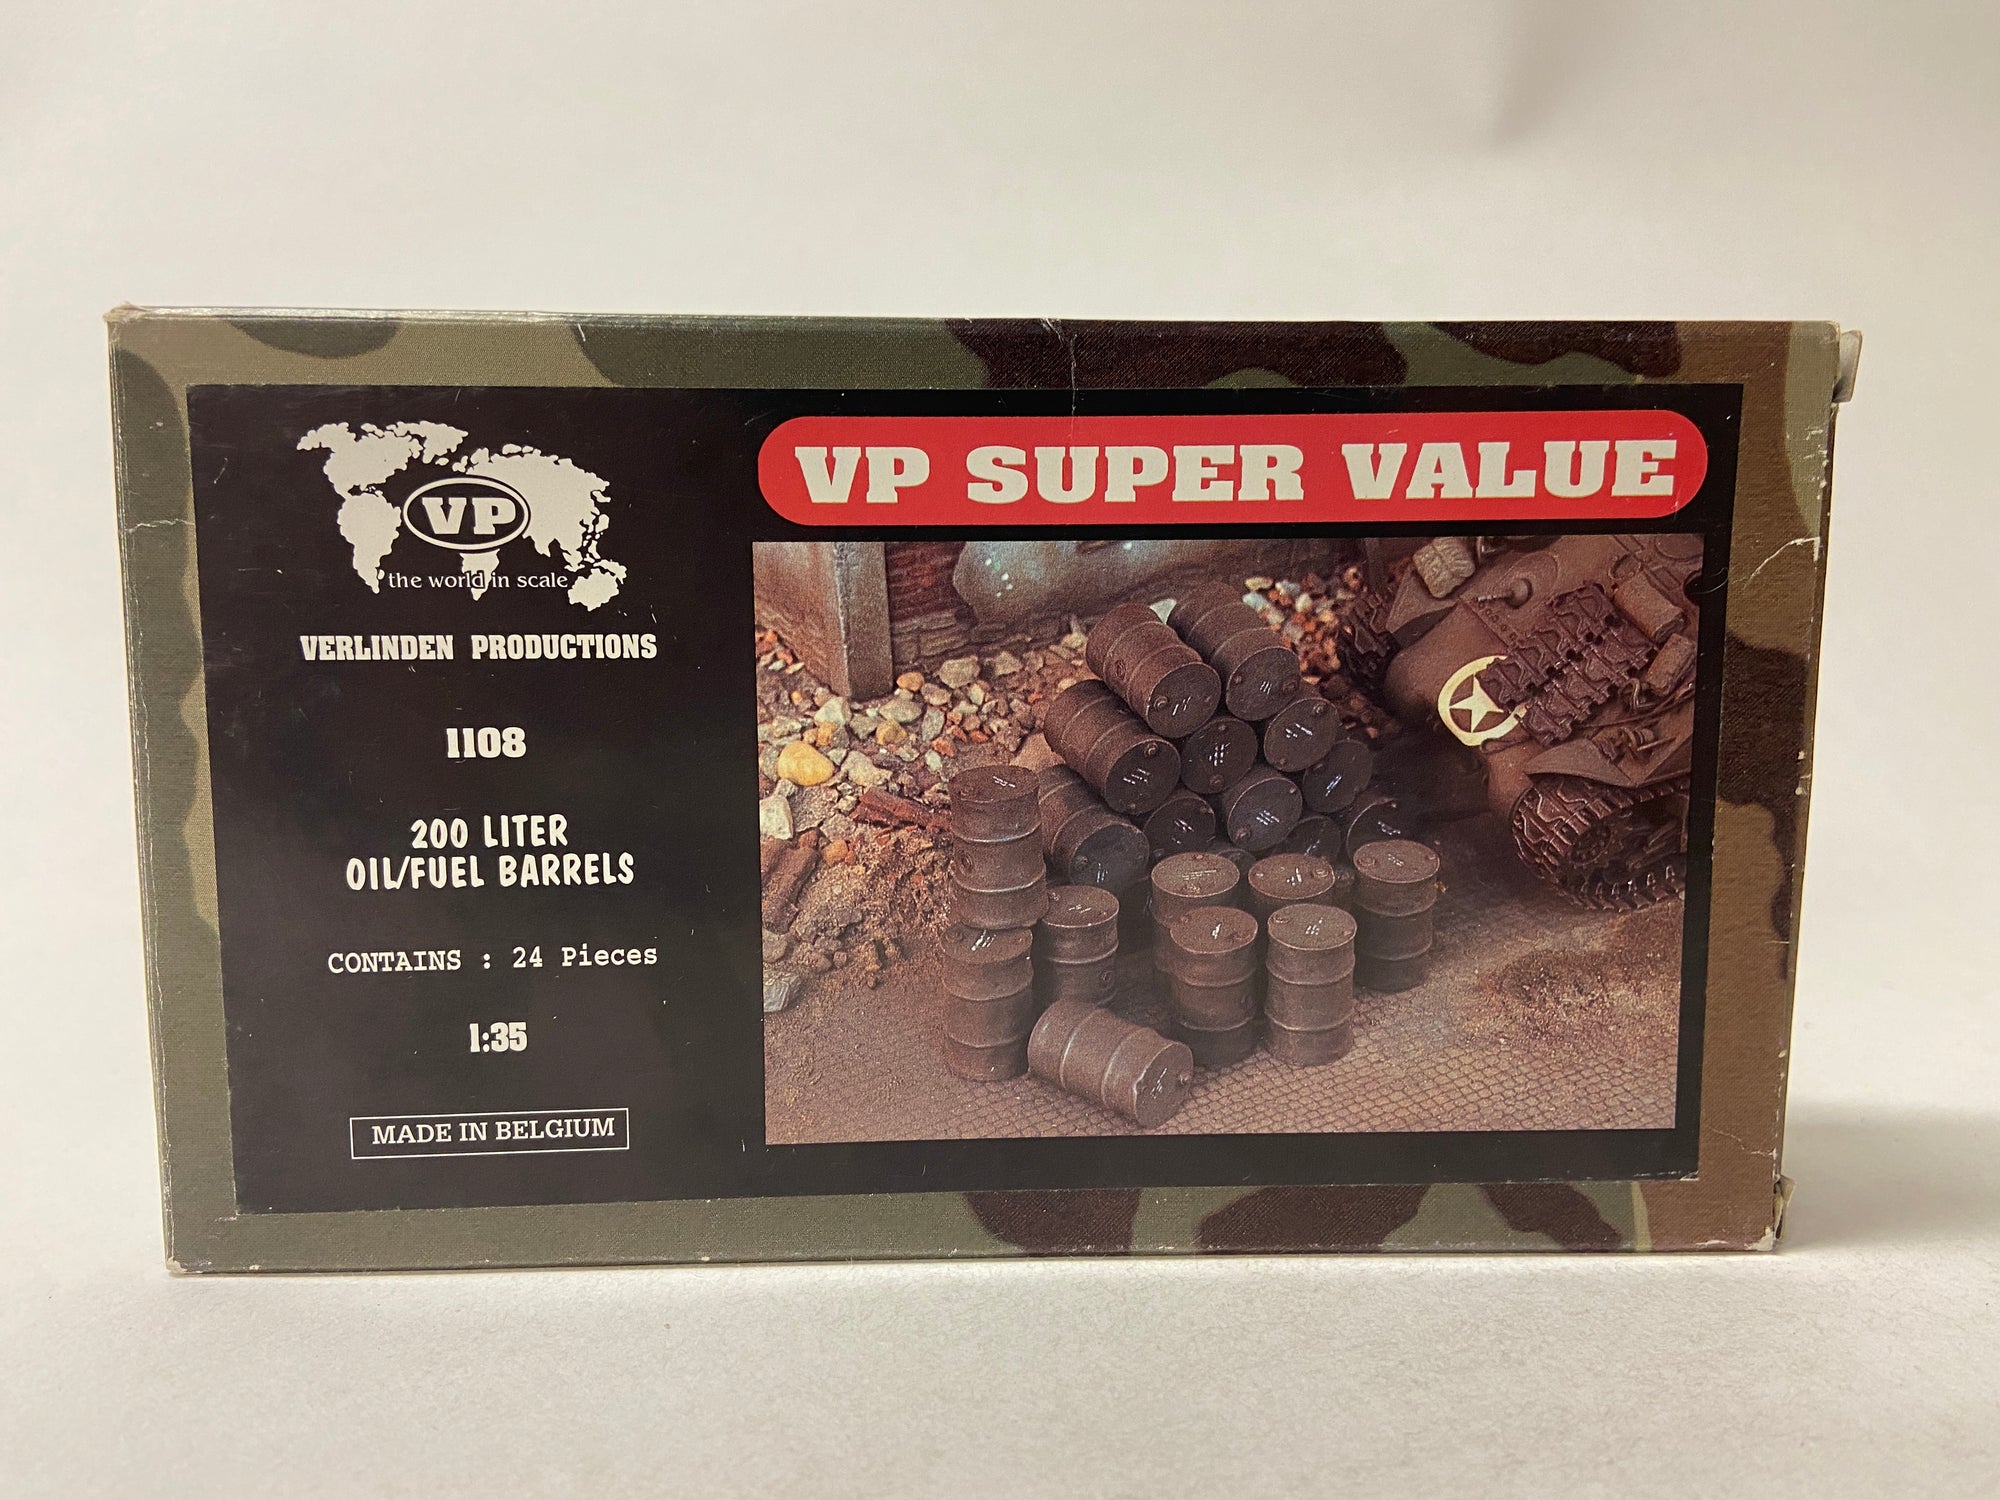 VP
the world in scale
VERLINDEN PRODUCTIONS
1108
200 LITER
OIL/FUEL BARRELS
CONTAINS : 24 Pieces
1:35
MADE IN BELGIUM
VP SUPER VALUE